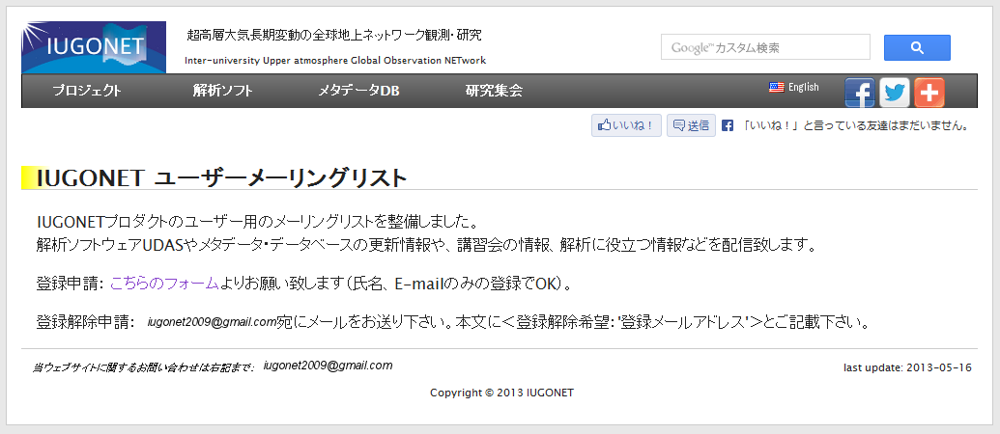 IUGONET
超高層大気長期変動の全球地上ネットワーク観測・研究
Inter-university Upper atmosphere Global Observation NETwork
Google™カスタム検索
プロジェクト 解析ソフト メタデータDB 研究集会 English
いいね！ 送信 「いいね！」と言っている友達はまだいません。
IUGONET ユーザーメーリングリスト
IUGONETプロダクトのユーザー用のメーリングリストを整備しました。
解析ソフトウェアUDASやメタデータ・データベースの更新情報や、講習会の情報、解析に役立つ情報などを配信致します。
登録申請： こちらのフォームよりお願い致します（氏名、E-mailのみの登録でOK）。
登録解除申請： iugonet2009@gmail.com宛にメールをお送り下さい。本文に＜登録解除希望：'登録メールアドレス'＞とご記載下さい。
当ウェブサイトに関するお問い合わせは右記まで： iugonet2009@gmail.com last update: 2013-05-16
Copyright © 2013 IUGONET